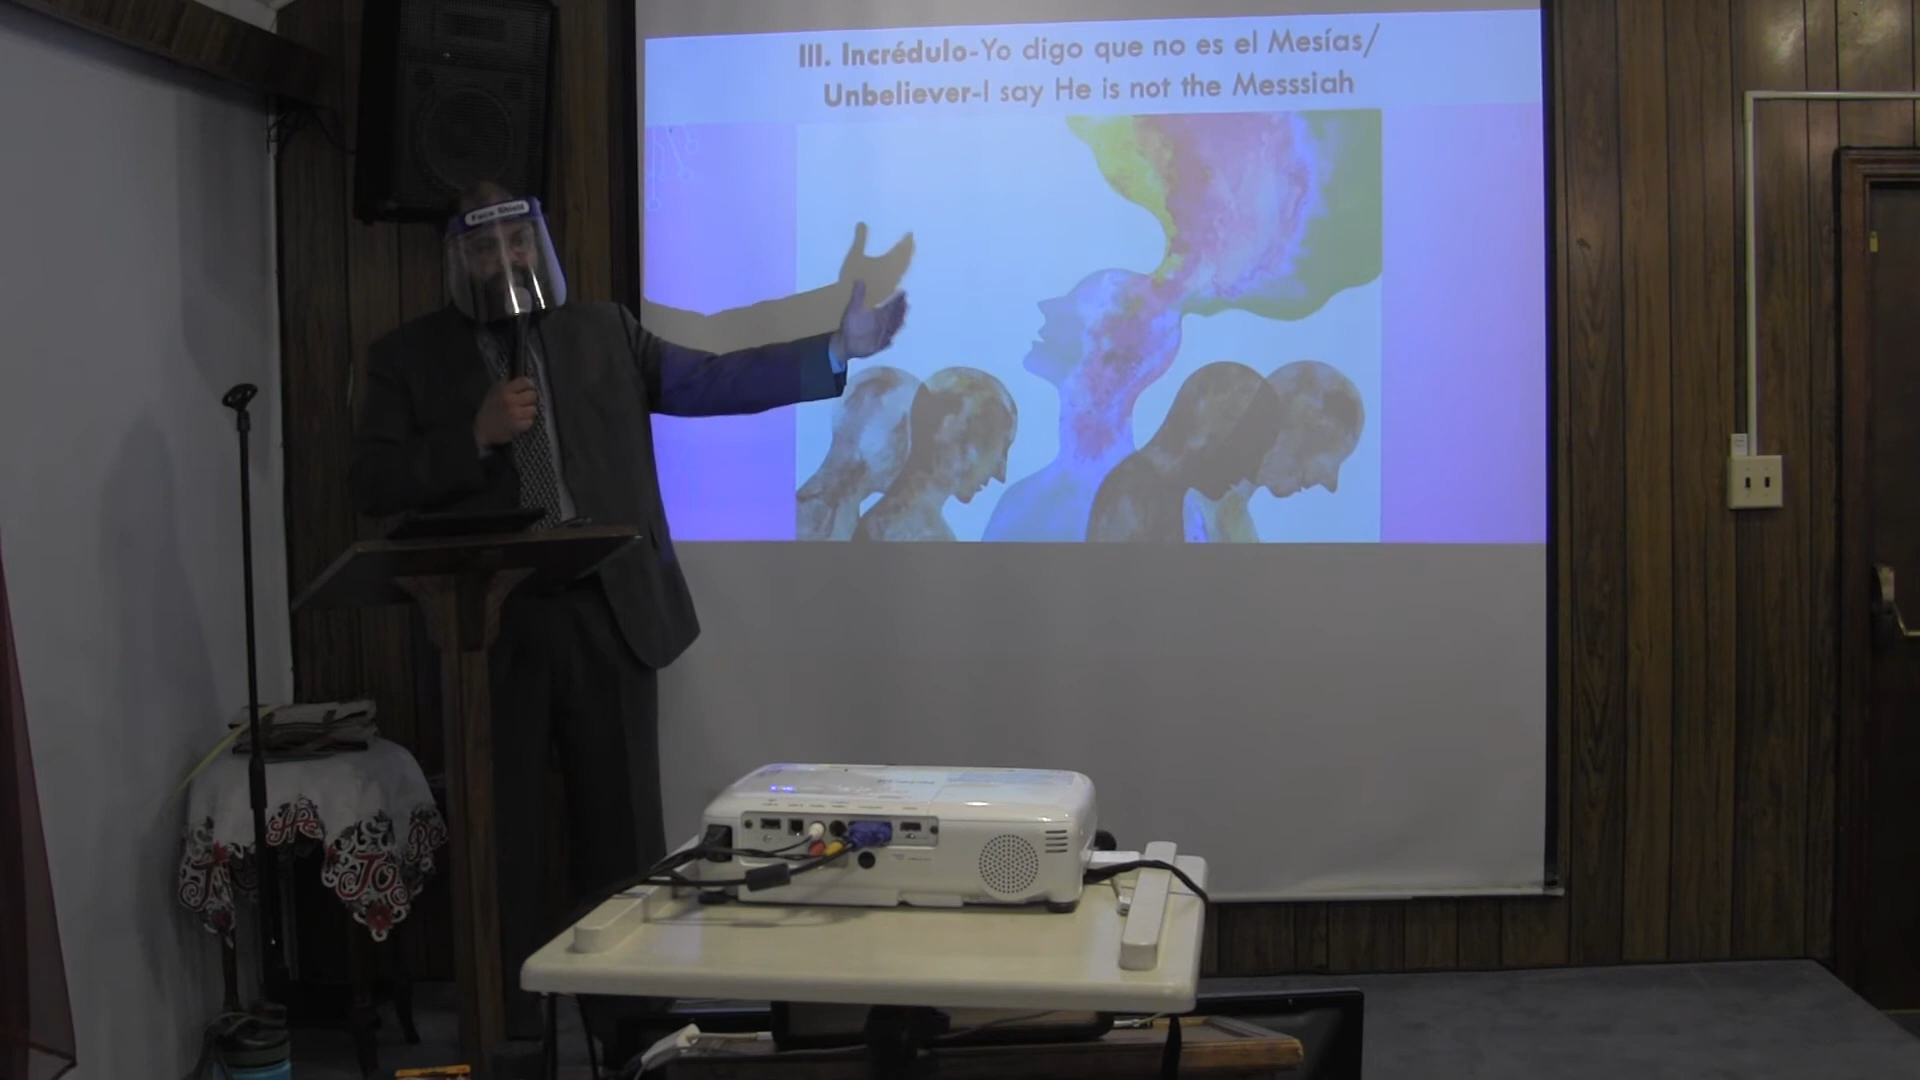 III. Incrédulo-Yo digo que no es el Mesías/
Unbeliever-I say He is not the Messsiah
Face Shield